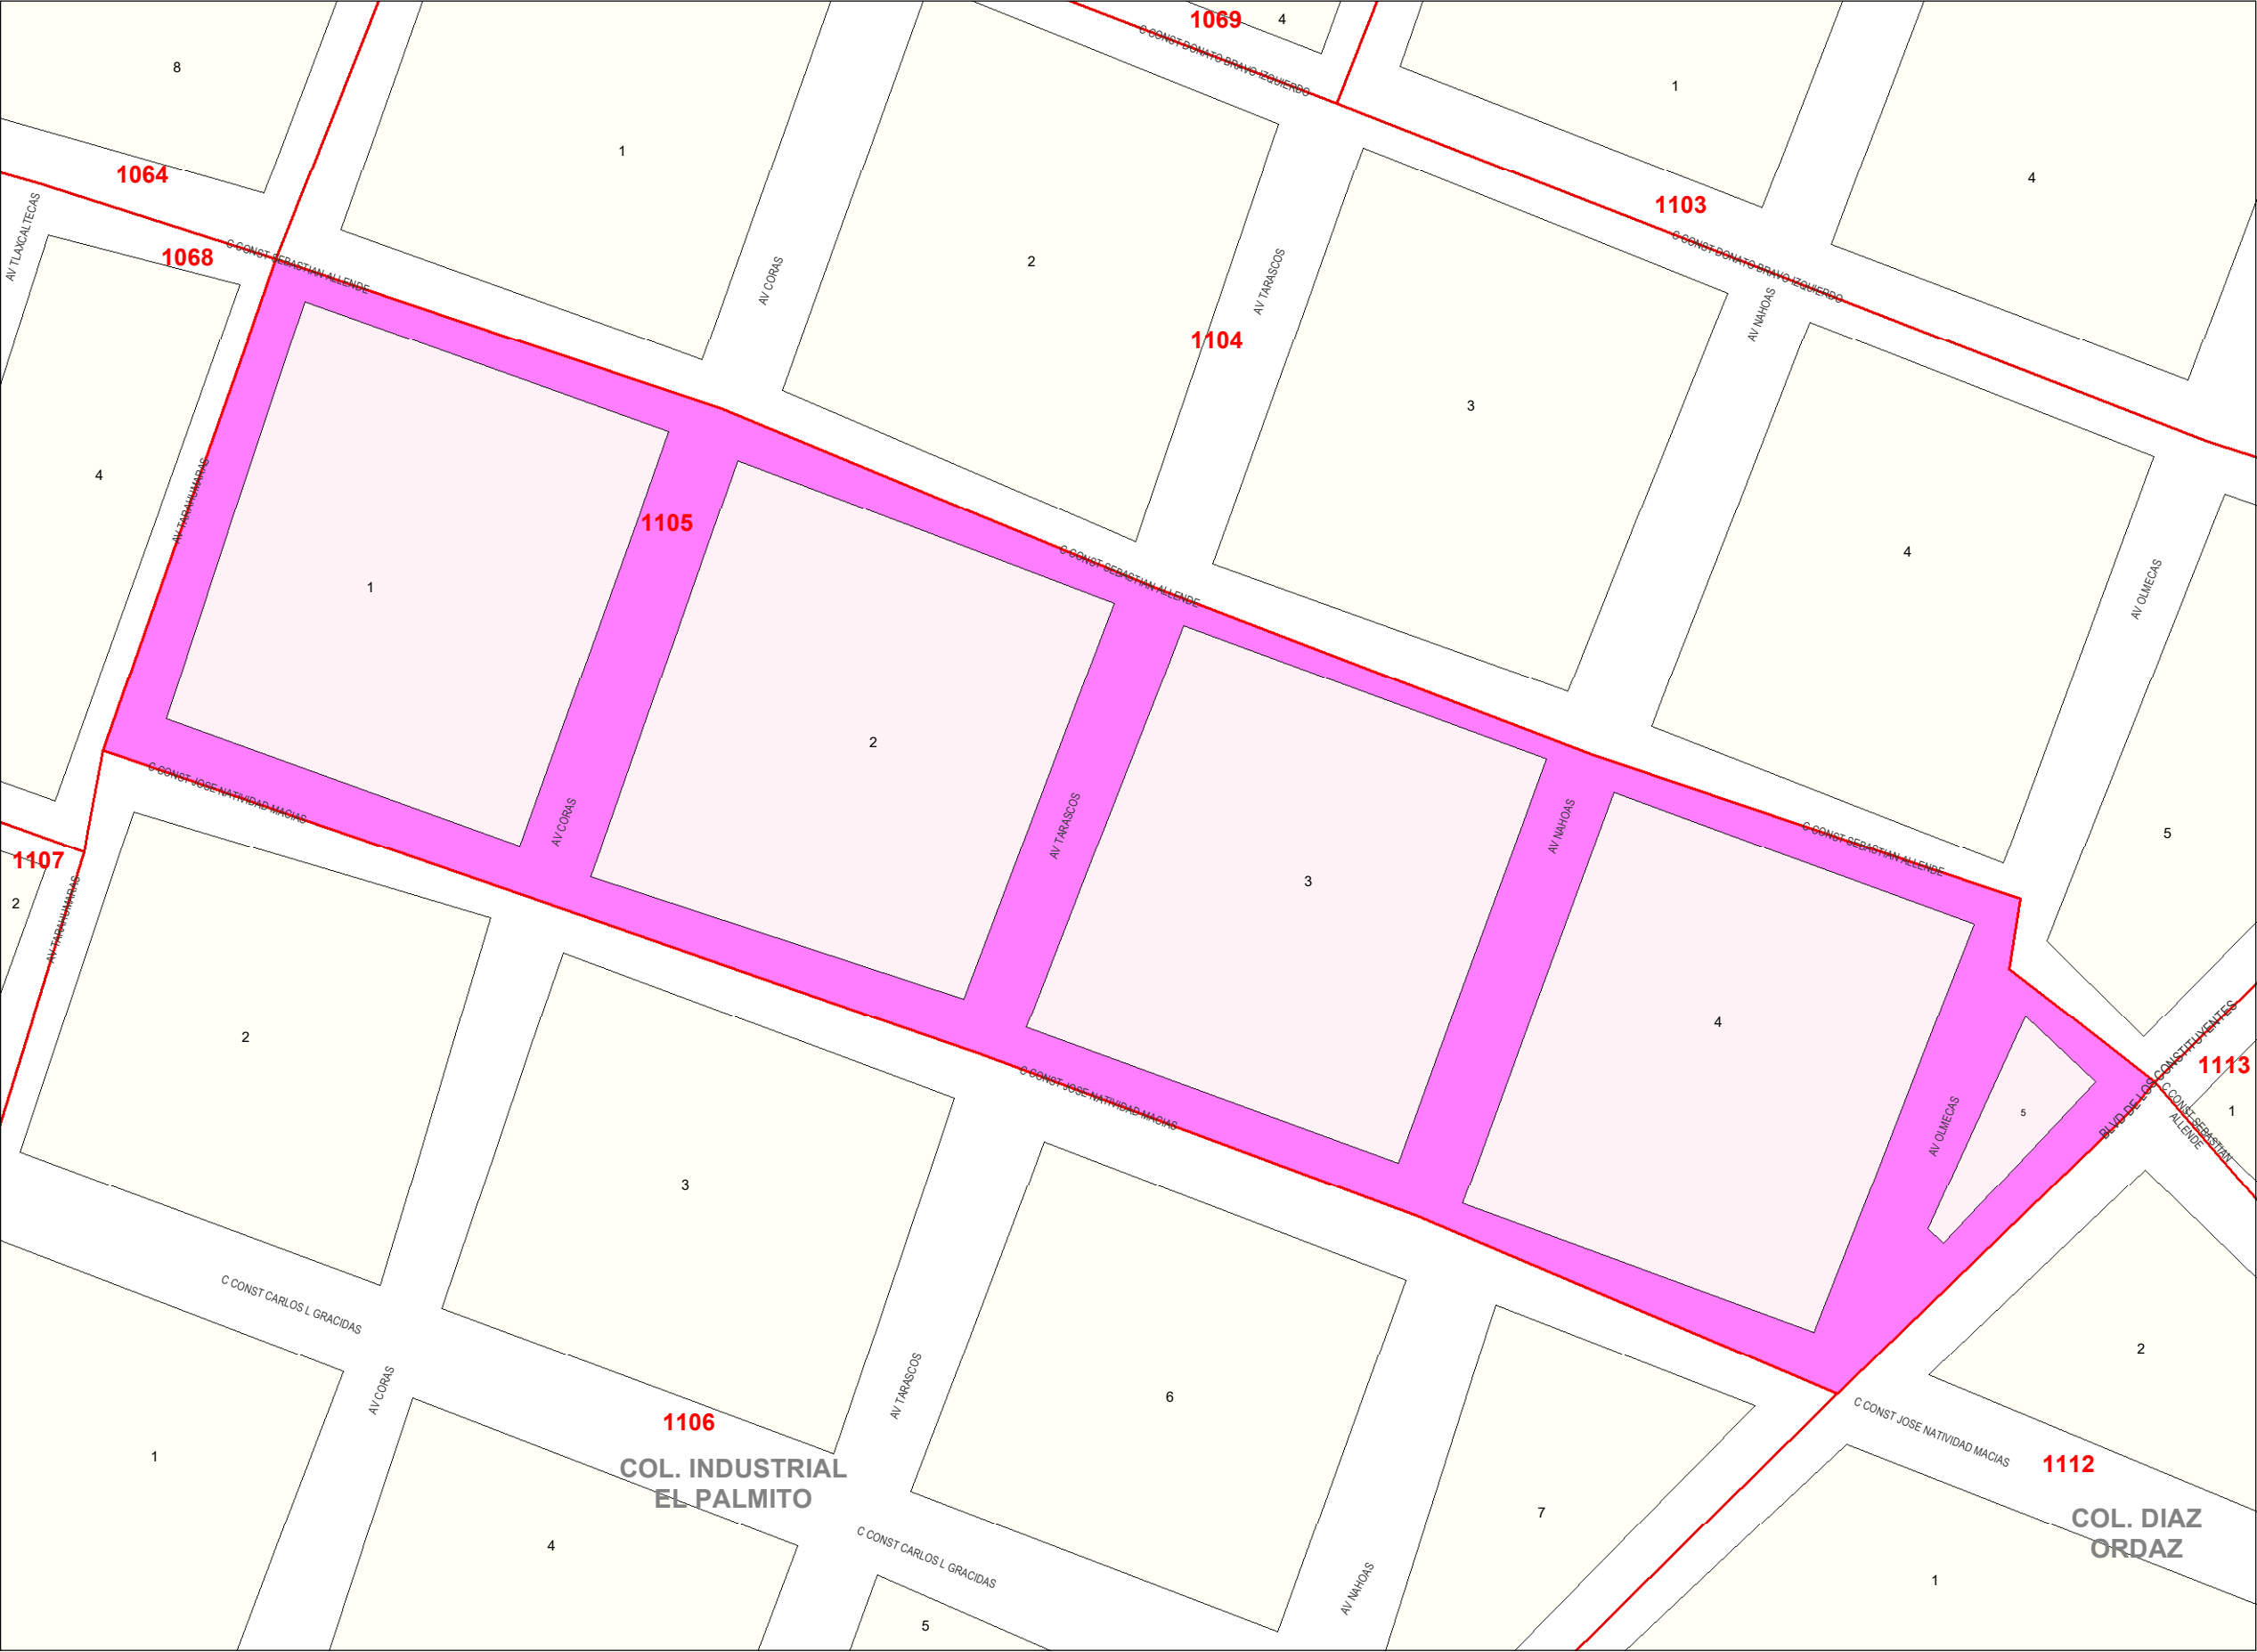 1069
4
C CONST DONATO BRAVO IZQUIERDO
8
1
1
4
1064
1103
AV TLAXCALTECAS
1068
C CONST SEBASTIAN ALLENDE
AV CORAS
2
AV TARASCOS
C CONST DONATO BRAVO IZQUIERDO
AV NAHOAS
1104
3
4
AV TARAHUMARAS
1105
4
1
C CONST SEBASTIAN ALLENDE
AV OLMECAS
2
C CONST JOSE NATIVIDAD MACIAS
AV CORAS
AV TARASCOS
AV NAHOAS
C CONST SEBASTIAN ALLENDE
5
1107
2
AV TARAHUMARAS
3
2
4
C CONST JOSE NATIVIDAD MACIAS
AV OLMECAS
5
BLVD DE LOS CONSTITUYENTES
1113
1
C CONST SEBASTIAN
ALLENDE
3
C CONST CARLOS L GRACIDAS
AV CORAS
AV TARASCOS
6
2
1106
C CONST JOSE NATIVIDAD MACIAS
1112
1
COL. INDUSTRIAL
EL PALMITO
7
COL. DIAZ
ORDAZ
4
C CONST CARLOS L GRACIDAS
AV NAHOAS
1
5